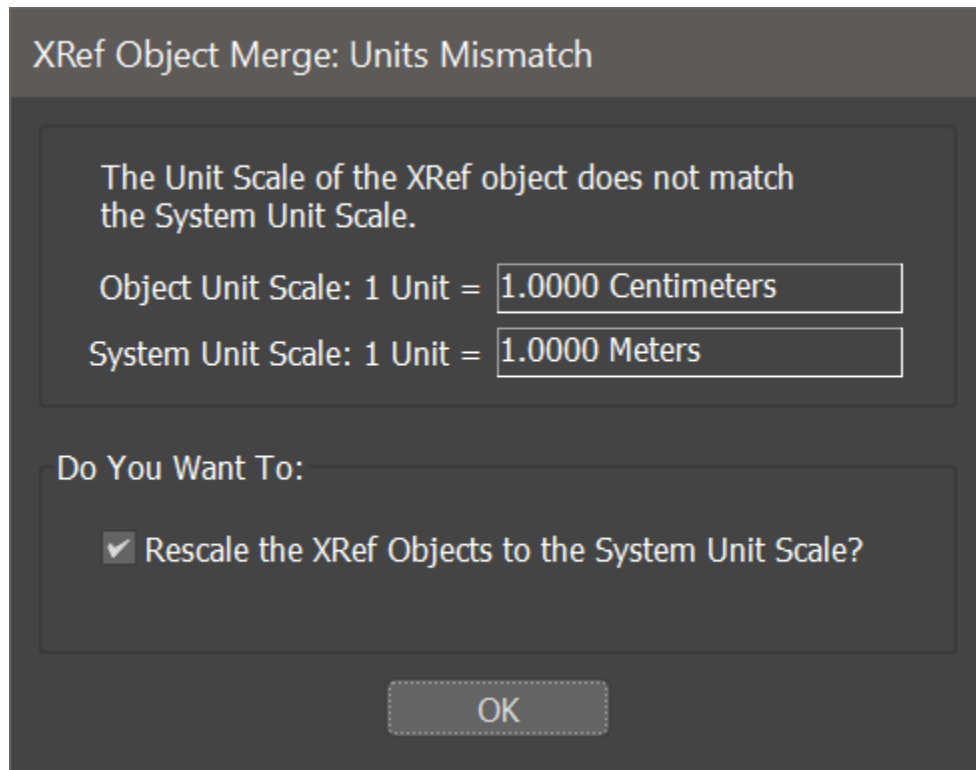 XRef Object Merge: Units Mismatch
The Unit Scale of the XRef object does not match
the System Unit Scale.
Object Unit Scale: 1 Unit = 1.0000 Centimeters
System Unit Scale: 1 Unit = 1.0000 Meters
Do You Want To:
Rescale the XRef Objects to the System Unit Scale?
OK